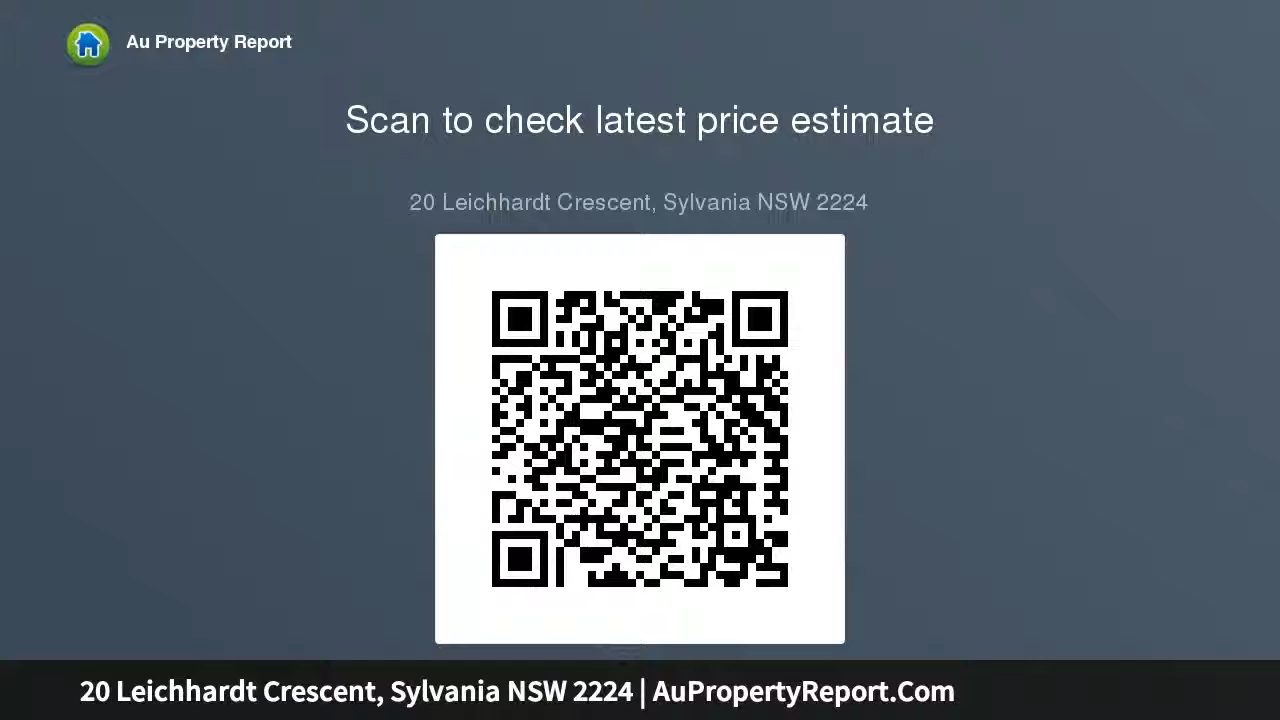 Au Property Report
Scan to check latest price estimate
20 Leichhardt Crescent, Sylvania NSW 2224
20 Leichhardt Crescent, Sylvania NSW 2224 | AuPropertyReport.Com